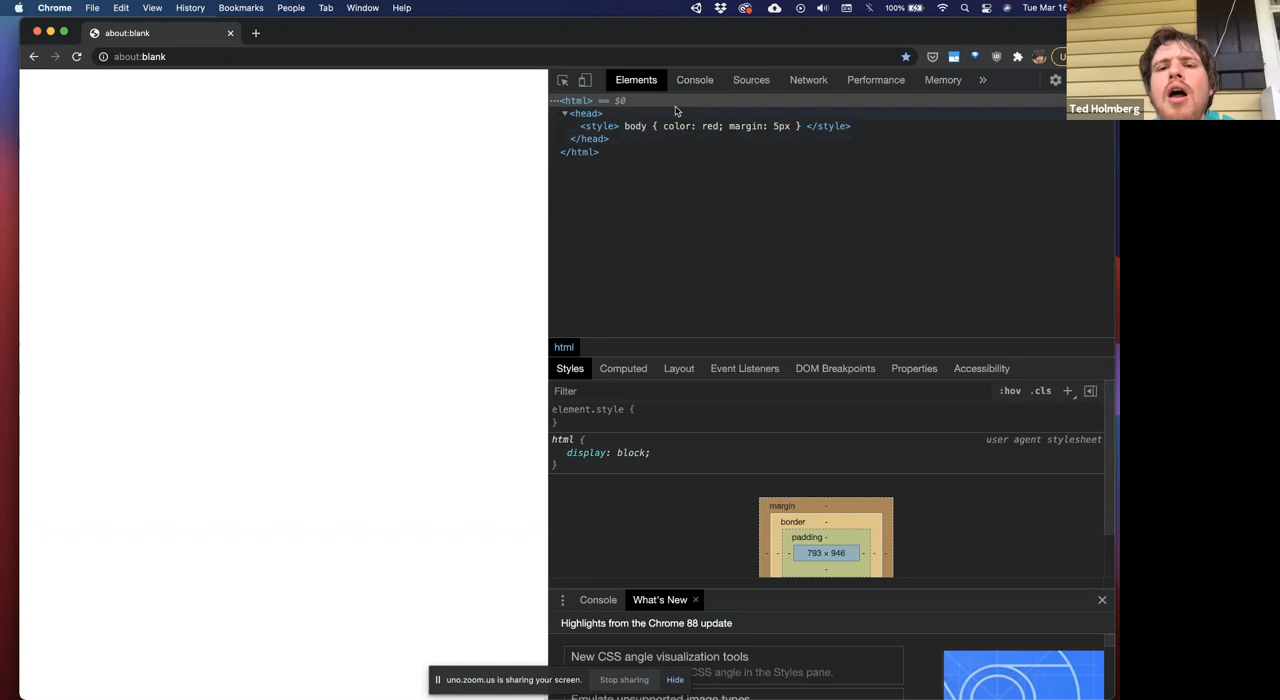 Chrome File Edit View History Bookmarks People Tab Window Help 100% Tue Mar 16
about:blank
about:blank
Elements Console Sources Network Performance Memory »
Ted Holmberg
···<html> == $0
▼<head>
<style> body { color: red; margin: 5px } </style>
</head>
</html>
html
Styles Computed Layout Event Listeners DOM Breakpoints Properties Accessibility
Filter :hov .cls +
element.style {
}
html { user agent stylesheet
display: block;
}
margin -
border -
padding -
- - - 793 × 946 - - -
-
Console What's New ×
Highlights from the Chrome 88 update
New CSS angle visualization tools
uno.zoom.us is sharing your screen. Stop sharing Hide
CSS angle in the Styles pane.
Emulate unsupported image types